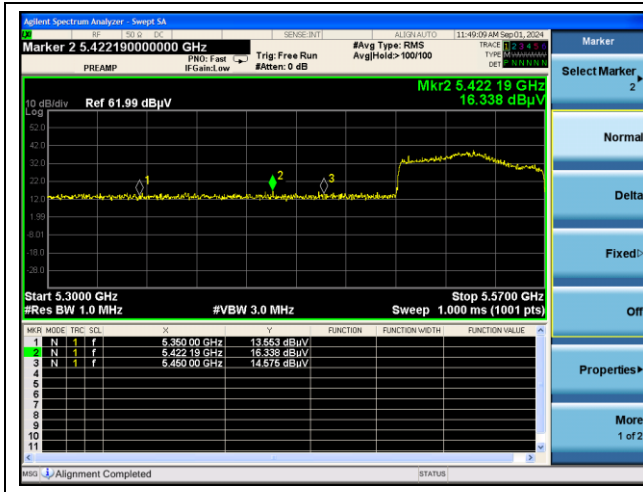 Agilent Spectrum Analyzer - Swept SA
RF 50 Ω DC SENSE:INT ALIGN AUTO 11:49:09 AM Sep 01, 2024
Marker 2 5.422190000000 GHz
PREAMP
PNO: Fast
IFGain:Low
Trig: Free Run
#Atten: 0 dB
#Avg Type: RMS
Avg|Hold:>100/100
TRACE 1 2 3 4 5 6
TYPE MWWWWW
DET P N N N N N
Mkr2 5.422 19 GHz
16.338 dBµV
10 dB/div Ref 61.99 dBµV
Log
52.0
42.0
32.0
22.0
12.0
1.99
-8.01
-18.0
-28.0
1
2
3
Start 5.3000 GHz Stop 5.5700 GHz
#Res BW 1.0 MHz #VBW 3.0 MHz Sweep 1.000 ms (1001 pts)
MKR MODE TRC SCL X Y FUNCTION FUNCTION WIDTH FUNCTION VALUE
1 N 1 f 5.350 00 GHz 13.553 dBµV
2 N 1 f 5.422 19 GHz 16.338 dBµV
3 N 1 f 5.450 00 GHz 14.575 dBµV
4
5
6
7
8
9
10
11
MSG Alignment Completed STATUS
Marker
Select Marker
2
Normal
Delta
Fixed
Off
Properties
More
1 of 2